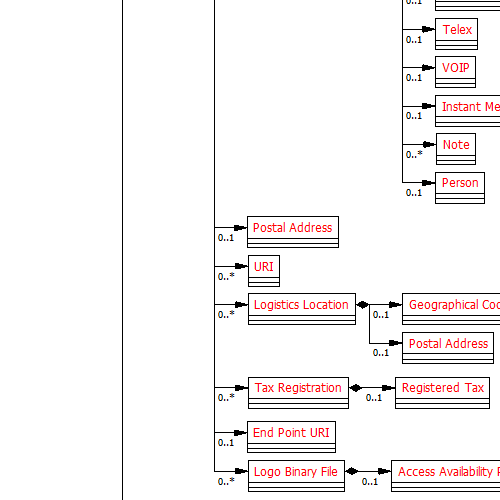 0..1
Telex
0..1
VOIP
0..1
Instant Me
0..1
Note
0..*
Person
0..1
Postal Address
0..1
URI
0..*
Logistics Location
0..*
Geographical Coo
0..1
Postal Address
0..1
Tax Registration
0..*
Registered Tax
0..1
End Point URI
0..1
Logo Binary File
0..*
Access Availability
0..1